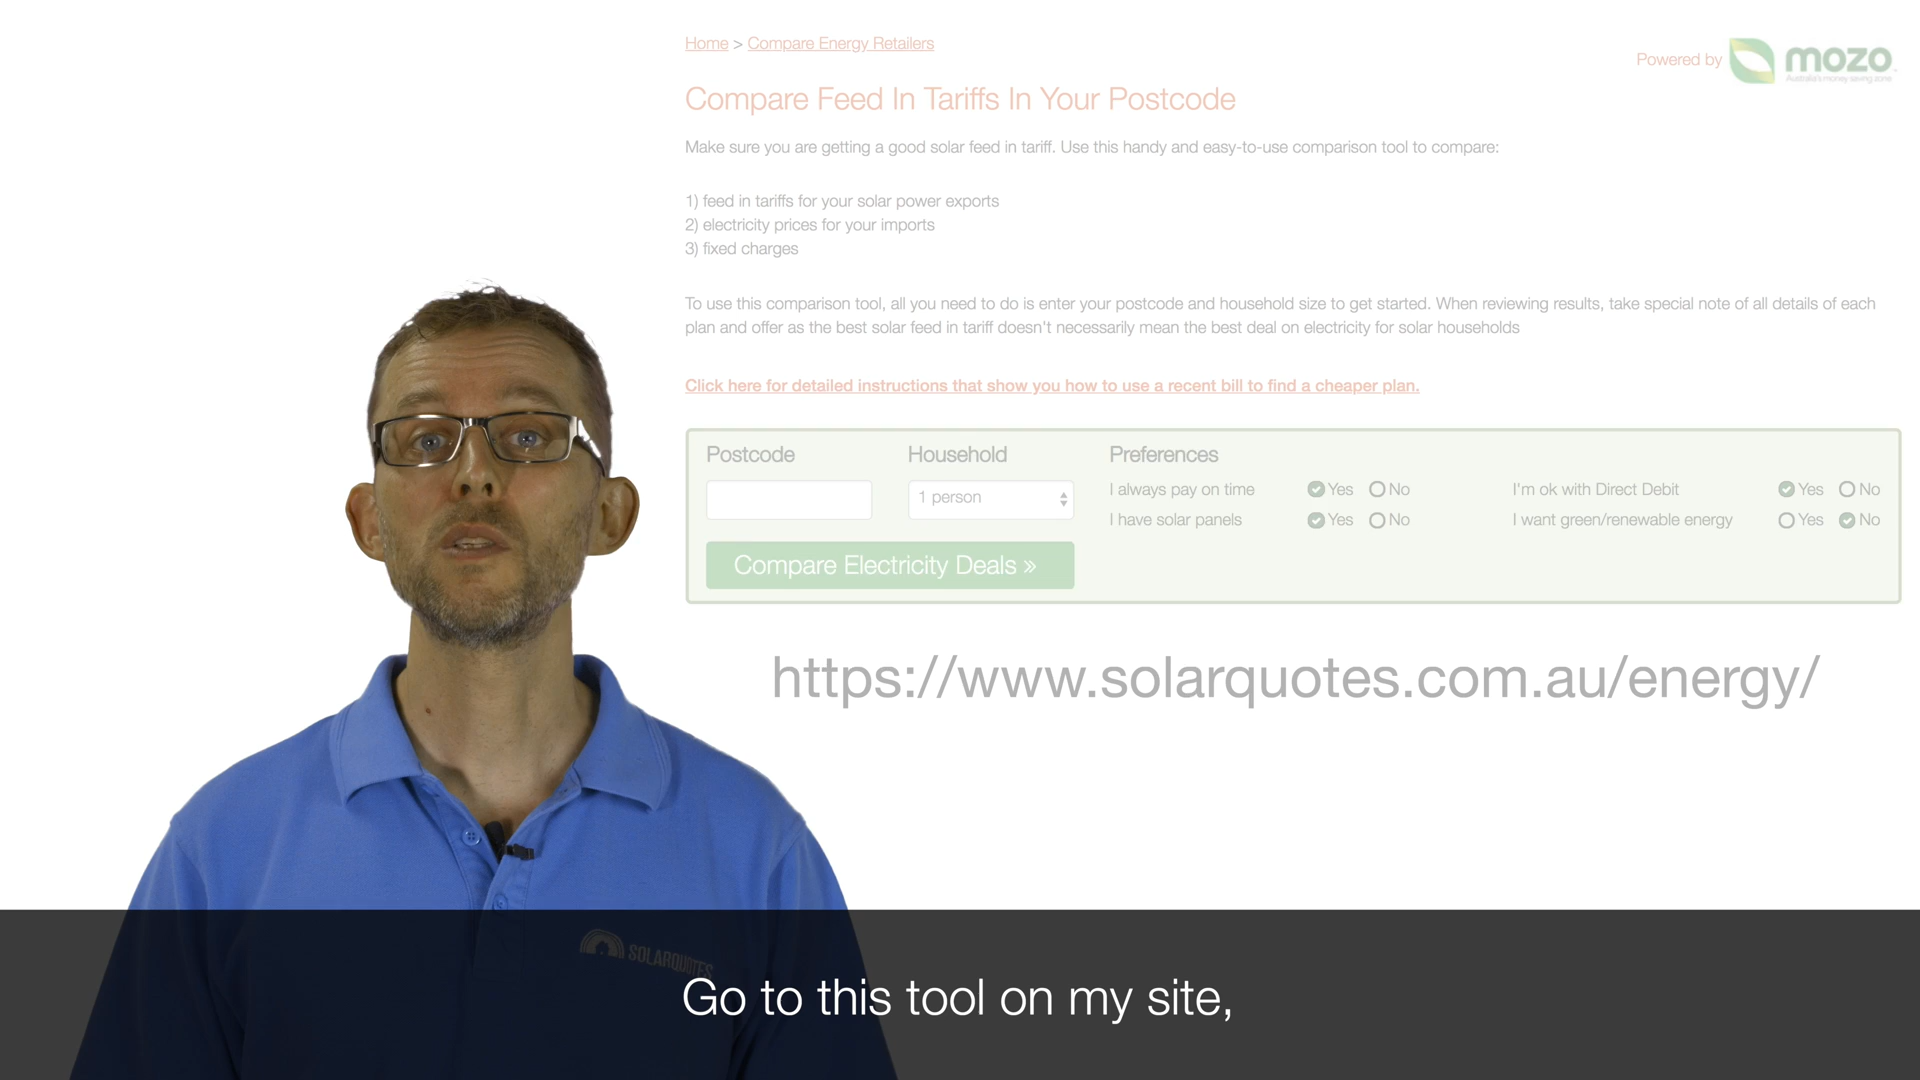 Home > Compare Energy Retailers
Powered by mozo
Australia's money saving zone
Compare Feed In Tariffs In Your Postcode
Make sure you are getting a good solar feed in tariff. Use this handy and easy-to-use comparison tool to compare:
1) feed in tariffs for your solar power exports
2) electricity prices for your imports
3) fixed charges
To use this comparison tool, all you need to do is enter your postcode and household size to get started. When reviewing results, take special note of all details of each
plan and offer as the best solar feed in tariff doesn't necessarily mean the best deal on electricity for solar households
Click here for detailed instructions that show you how to use a recent bill to find a cheaper plan.
Postcode Household Preferences
1 person
I always pay on time Yes No I'm ok with Direct Debit Yes No
I have solar panels Yes No I want green/renewable energy Yes No
Compare Electricity Deals »
https://www.solarquotes.com.au/energy/
SOLARQUOTES
Go to this tool on my site,